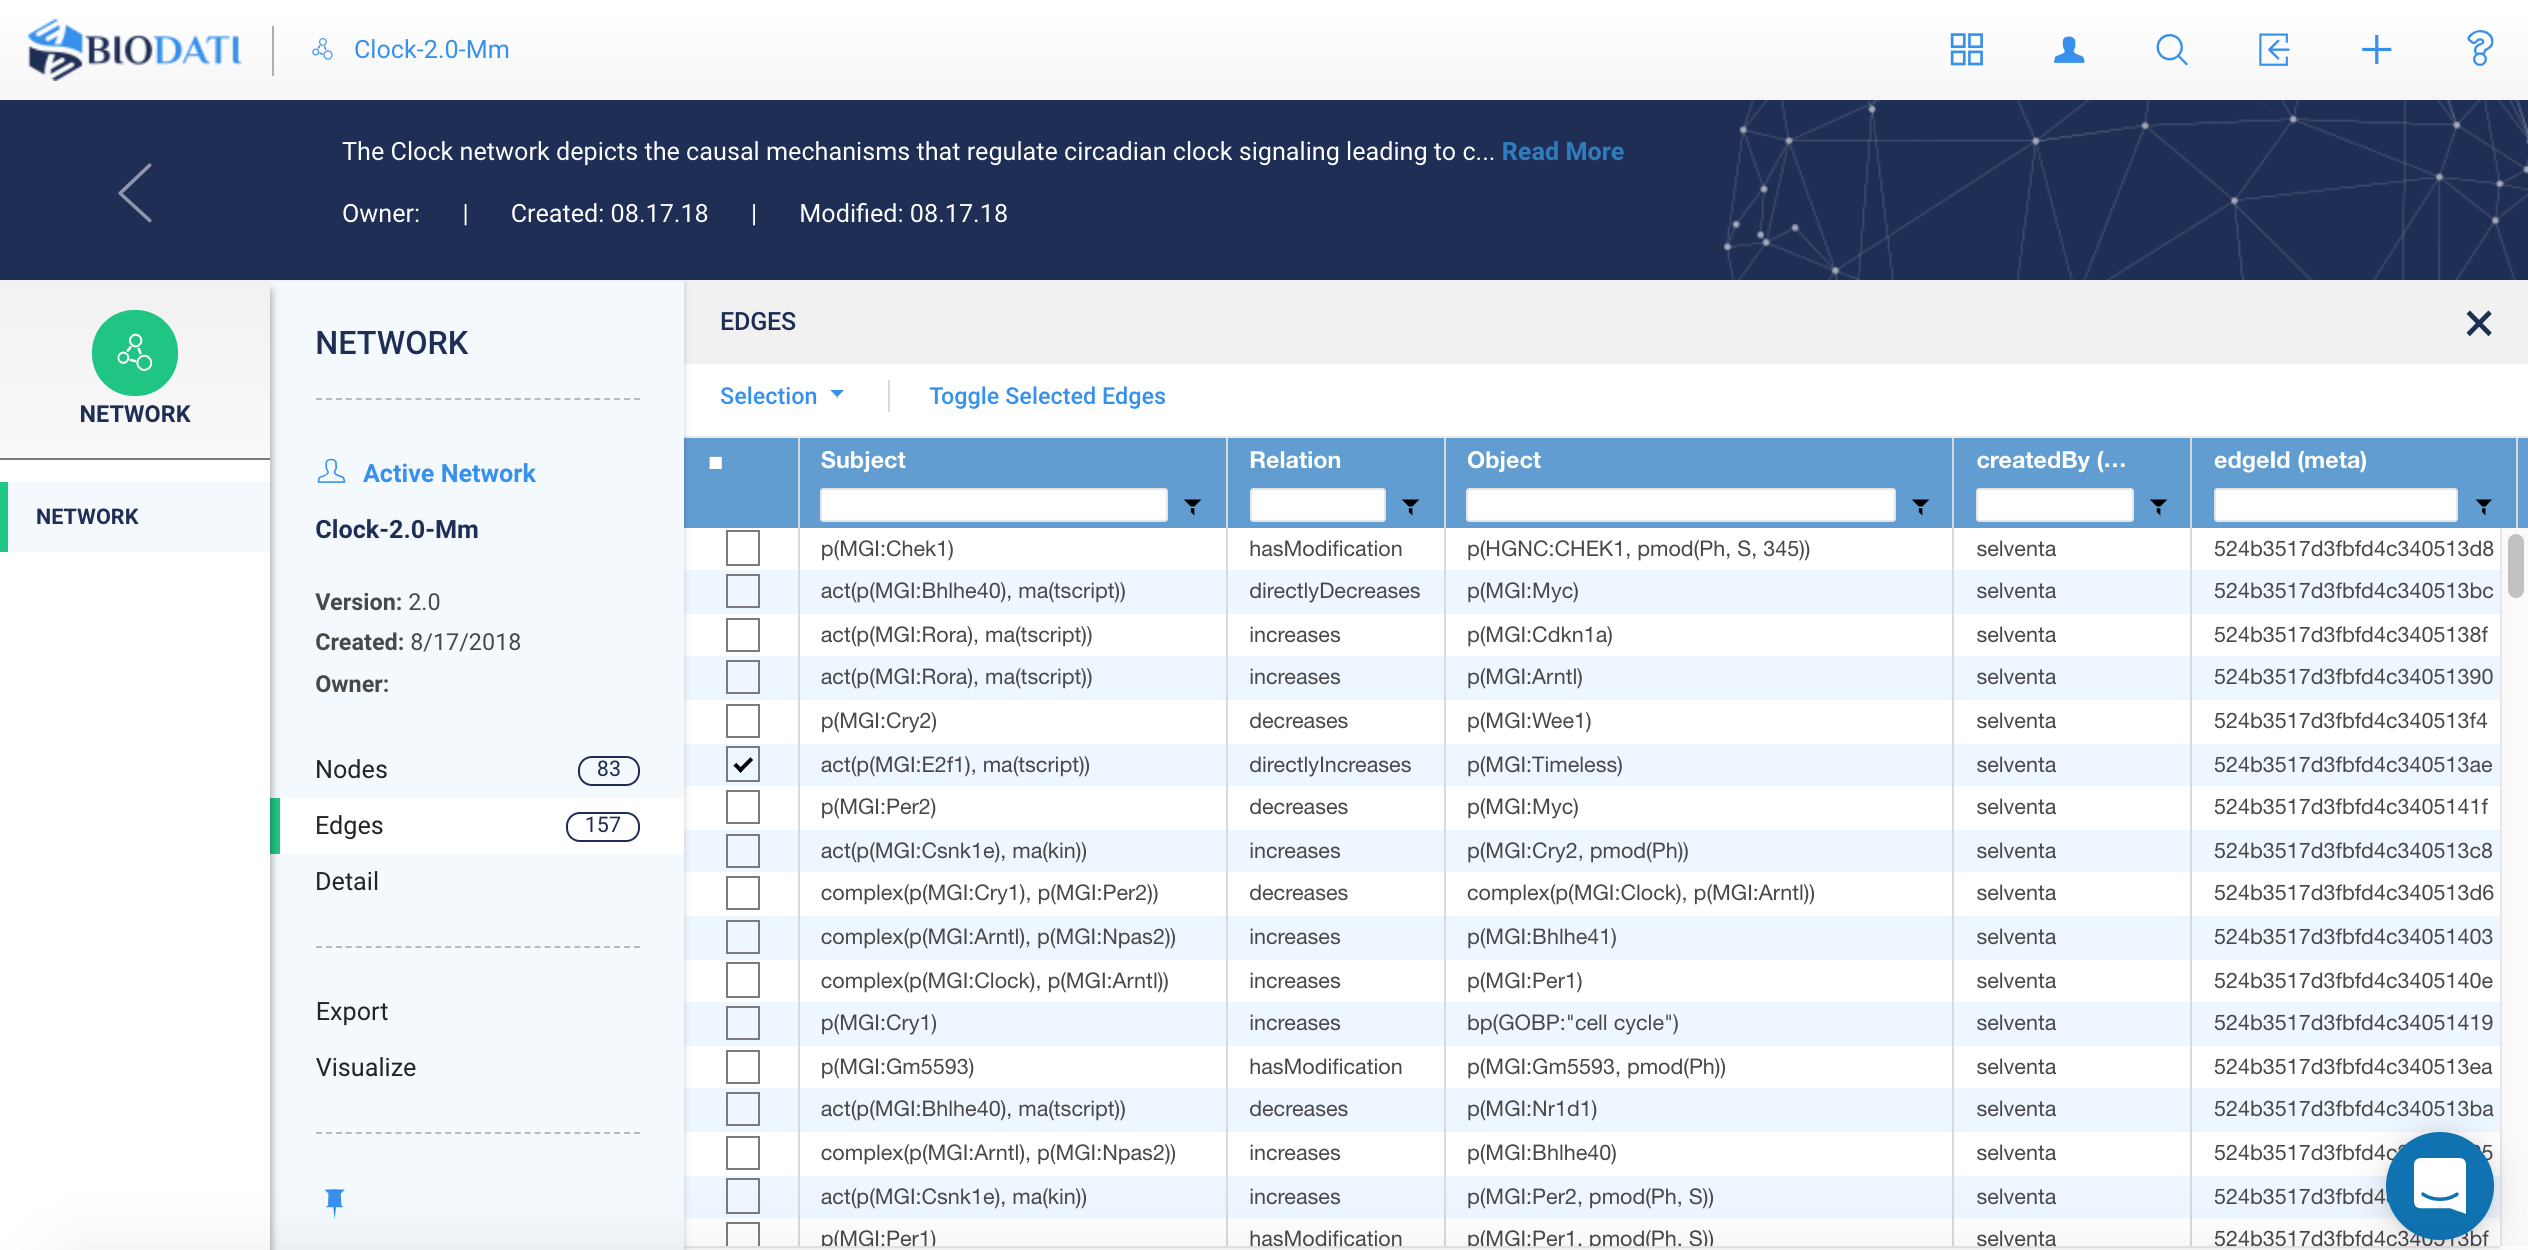 BIODATI
Clock-2.0-Mm
The Clock network depicts the causal mechanisms that regulate circadian clock signaling leading to c... Read More
Owner: | Created: 08.17.18 | Modified: 08.17.18
NETWORK
NETWORK
NETWORK
Active Network
Clock-2.0-Mm
Version: 2.0
Created: 8/17/2018
Owner:
Nodes 83
Edges 157
Detail
Export
Visualize
EDGES
Selection Toggle Selected Edges
Subject Relation Object createdBy (... edgeId (meta)
p(MGI:Chek1) hasModification p(HGNC:CHEK1, pmod(Ph, S, 345)) selventa 524b3517d3fbfd4c340513d8
act(p(MGI:Bhlhe40), ma(tscript)) directlyDecreases p(MGI:Myc) selventa 524b3517d3fbfd4c340513bc
act(p(MGI:Rora), ma(tscript)) increases p(MGI:Cdkn1a) selventa 524b3517d3fbfd4c3405138f
act(p(MGI:Rora), ma(tscript)) increases p(MGI:Arntl) selventa 524b3517d3fbfd4c34051390
p(MGI:Cry2) decreases p(MGI:Wee1) selventa 524b3517d3fbfd4c340513f4
act(p(MGI:E2f1), ma(tscript)) directlyIncreases p(MGI:Timeless) selventa 524b3517d3fbfd4c340513ae
p(MGI:Per2) decreases p(MGI:Myc) selventa 524b3517d3fbfd4c3405141f
act(p(MGI:Csnk1e), ma(kin)) increases p(MGI:Cry2, pmod(Ph)) selventa 524b3517d3fbfd4c340513c8
complex(p(MGI:Cry1), p(MGI:Per2)) decreases complex(p(MGI:Clock), p(MGI:Arntl)) selventa 524b3517d3fbfd4c340513d6
complex(p(MGI:Arntl), p(MGI:Npas2)) increases p(MGI:Bhlhe41) selventa 524b3517d3fbfd4c34051403
complex(p(MGI:Clock), p(MGI:Arntl)) increases p(MGI:Per1) selventa 524b3517d3fbfd4c3405140e
p(MGI:Cry1) increases bp(GOBP:"cell cycle") selventa 524b3517d3fbfd4c34051419
p(MGI:Gm5593) hasModification p(MGI:Gm5593, pmod(Ph)) selventa 524b3517d3fbfd4c340513ea
act(p(MGI:Bhlhe40), ma(tscript)) decreases p(MGI:Nr1d1) selventa 524b3517d3fbfd4c340513ba
complex(p(MGI:Arntl), p(MGI:Npas2)) increases p(MGI:Bhlhe40) selventa
act(p(MGI:Csnk1e), ma(kin)) increases p(MGI:Per2, pmod(Ph, S)) selventa
p(MGI:Per1) hasModification p(MGI:Per1, pmod(Ph, S)) selventa